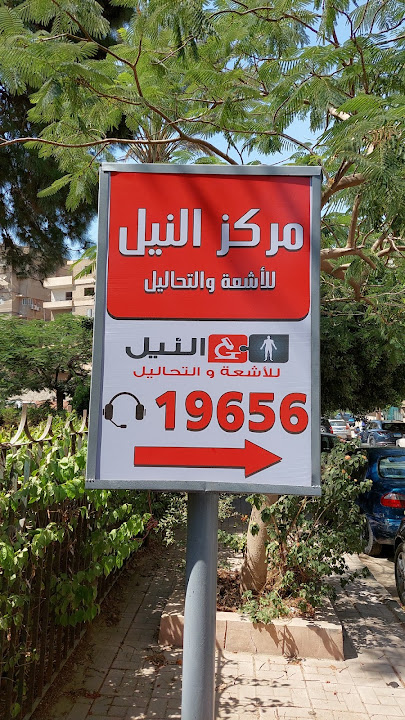 مركز النيل
للأشعة والتحاليل
النيل
للأشعة و التحاليل
19656